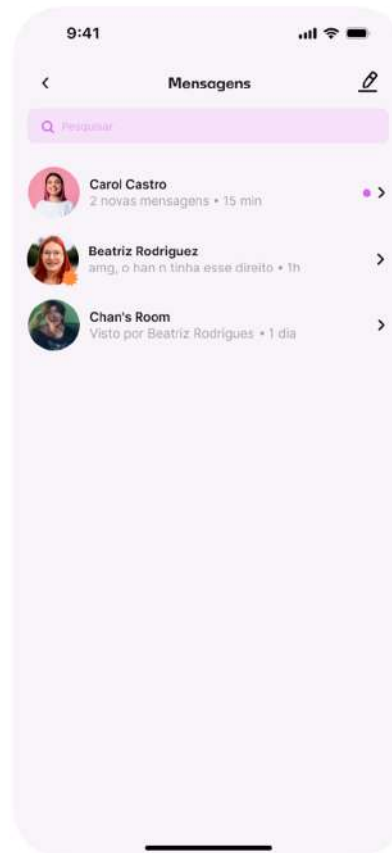 9:41
Mensagens
Pesquisar
Carol Castro
2 novas mensagens • 15 min
Beatriz Rodriguez
amg, o han n tinha esse direito • 1h
Chan's Room
Visto por Beatriz Rodrigues • 1 dia